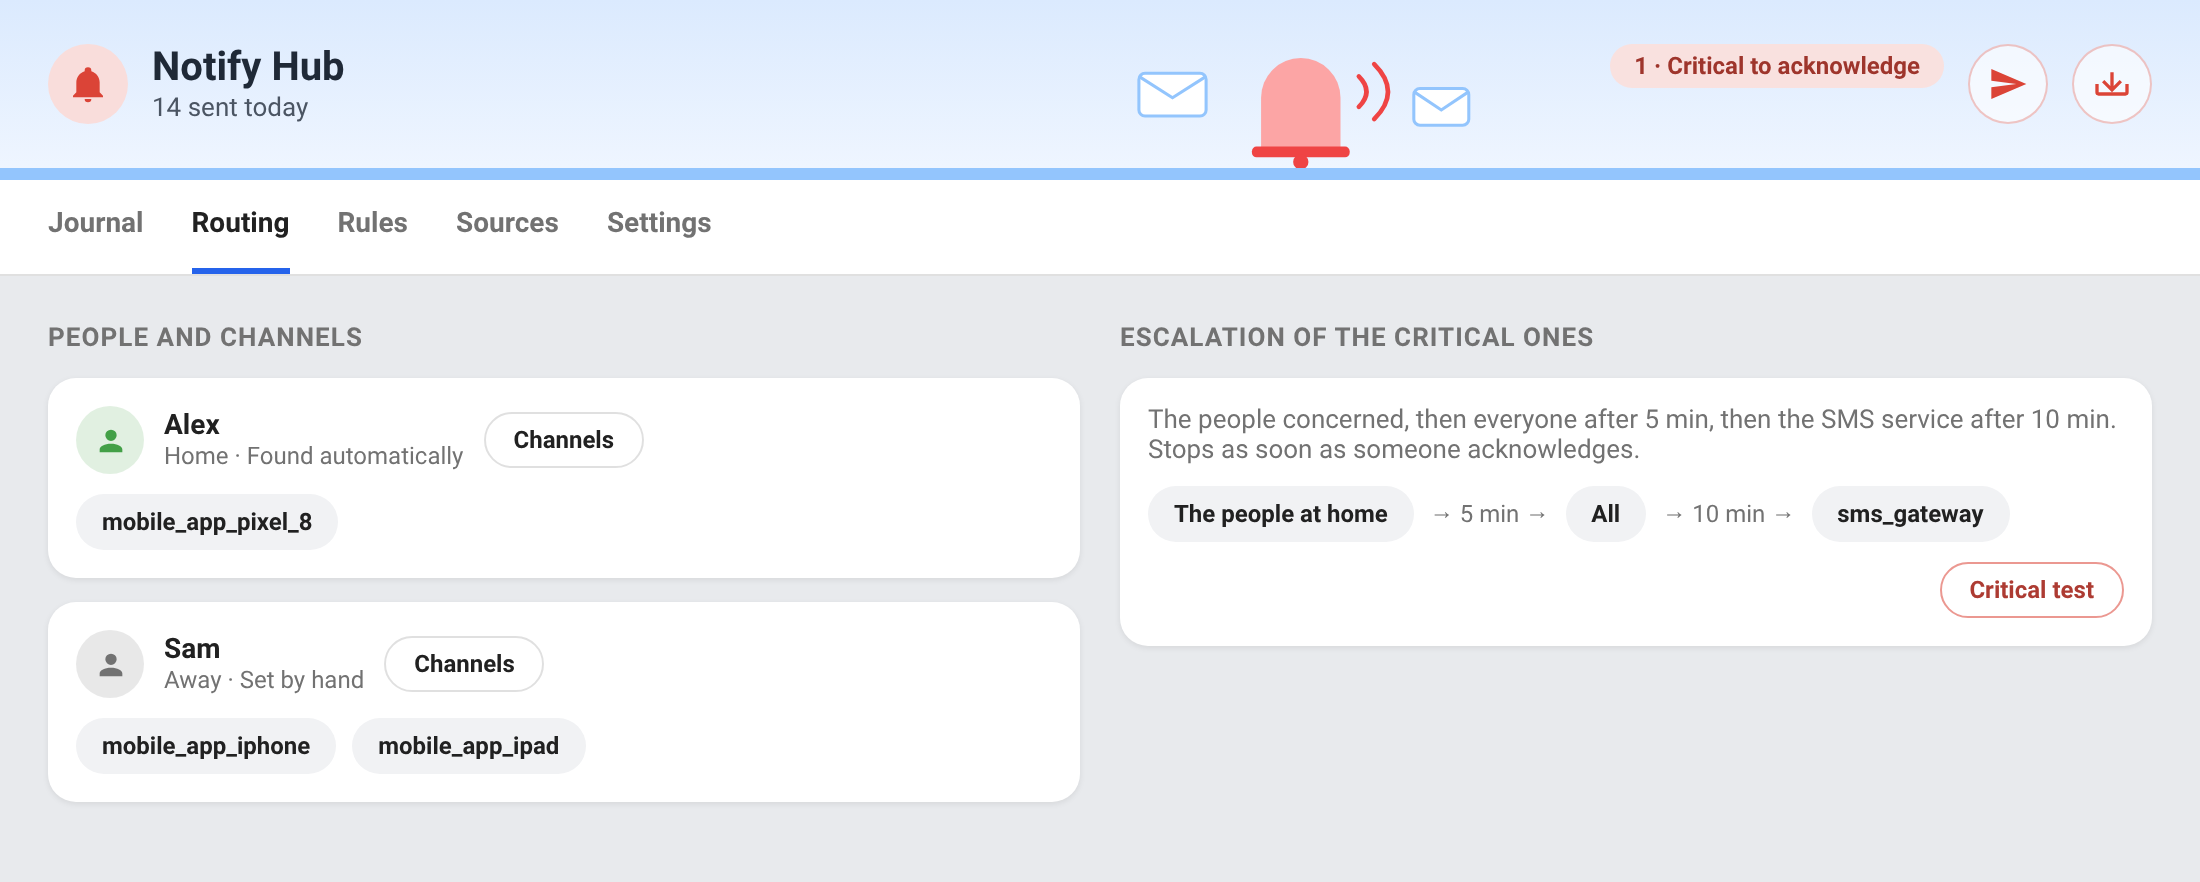 Notify Hub
14 sent today
1 · Critical to acknowledge
Journal
Routing
Rules
Sources
Settings
PEOPLE AND CHANNELS
Alex
Home · Found automatically
Channels
mobile_app_pixel_8
Sam
Away · Set by hand
Channels
mobile_app_iphone
mobile_app_ipad
ESCALATION OF THE CRITICAL ONES
The people concerned, then everyone after 5 min, then the SMS service after 10 min.
Stops as soon as someone acknowledges.
The people at home → 5 min → All → 10 min → sms_gateway
Critical test